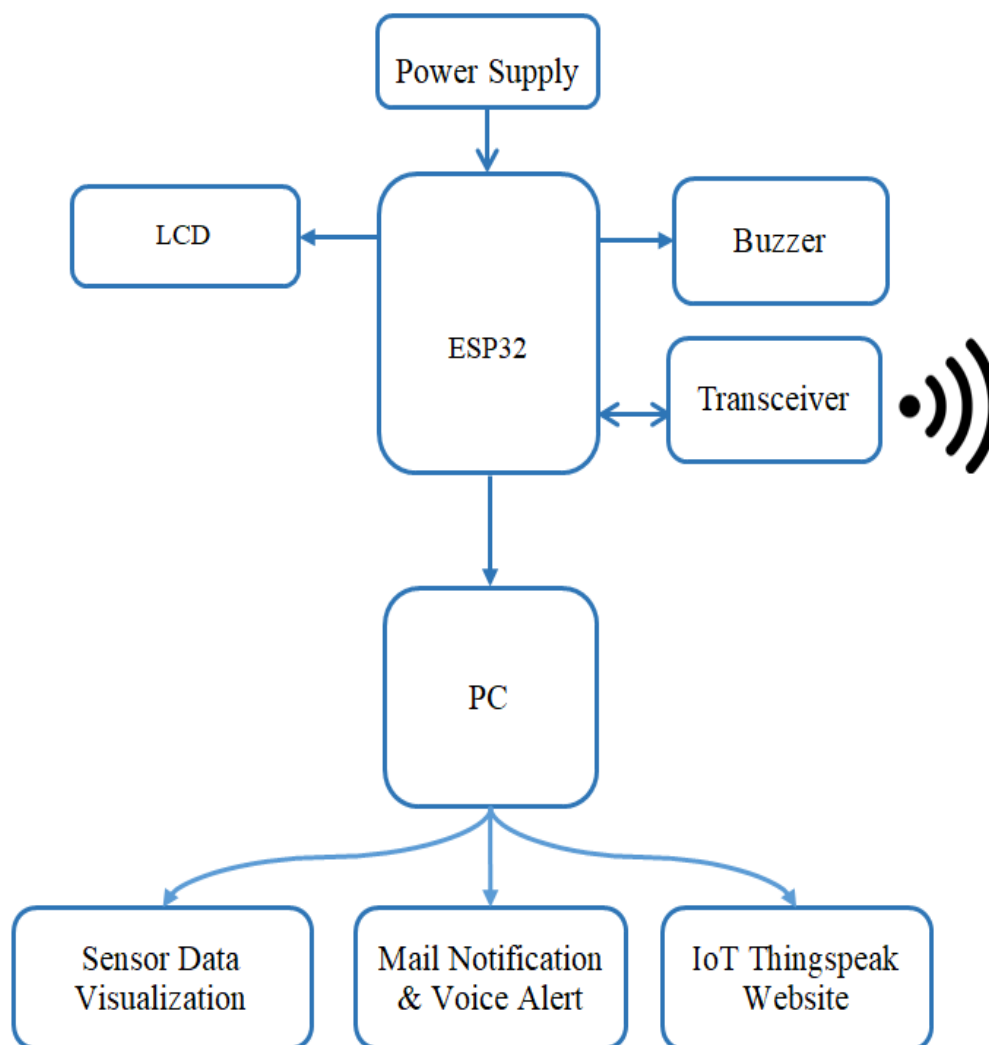 Power Supply
LCD
Buzzer
ESP32
Transceiver
PC
Sensor Data
Visualization
Mail Notification
& Voice Alert
IoT Thingspeak
Website